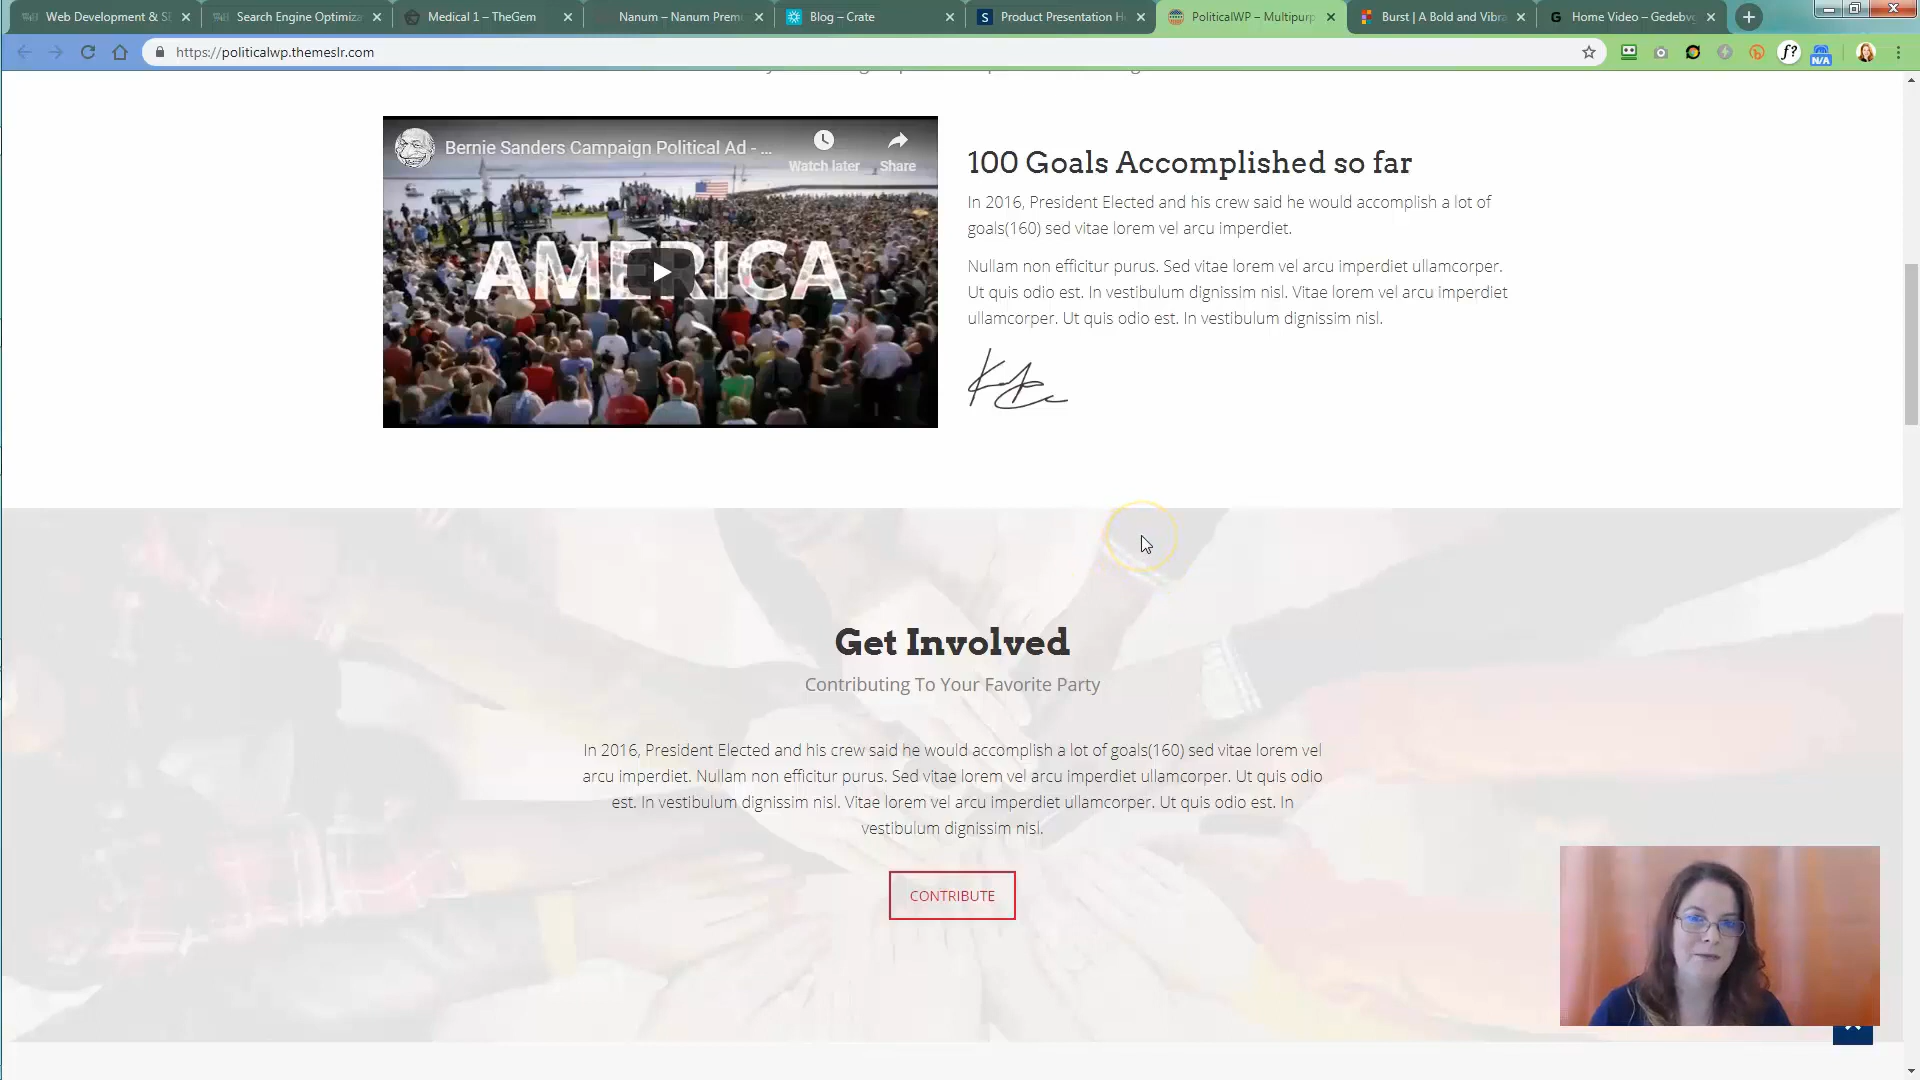 Web Development & SE
Search Engine Optimiza
Medical 1 – TheGem
Nanum – Nanum Prem
Blog – Crate
Product Presentation H
PoliticalWP – Multipurp
Burst | A Bold and Vibra
Home Video – Gedebv
https://politicalwp.themeslr.com
f?
N/A
Bernie Sanders Campaign Political Ad - ...
Watch later
Share
AMERICA
100 Goals Accomplished so far
In 2016, President Elected and his crew said he would accomplish a lot of
goals(160) sed vitae lorem vel arcu imperdiet.
Nullam non efficitur purus. Sed vitae lorem vel arcu imperdiet ullamcorper.
Ut quis odio est. In vestibulum dignissim nisl. Vitae lorem vel arcu imperdiet
ullamcorper. Ut quis odio est. In vestibulum dignissim nisl.
Get Involved
Contributing To Your Favorite Party
In 2016, President Elected and his crew said he would accomplish a lot of goals(160) sed vitae lorem vel
arcu imperdiet. Nullam non efficitur purus. Sed vitae lorem vel arcu imperdiet ullamcorper. Ut quis odio
est. In vestibulum dignissim nisl. Vitae lorem vel arcu imperdiet ullamcorper. Ut quis odio est. In
vestibulum dignissim nisl.
CONTRIBUTE